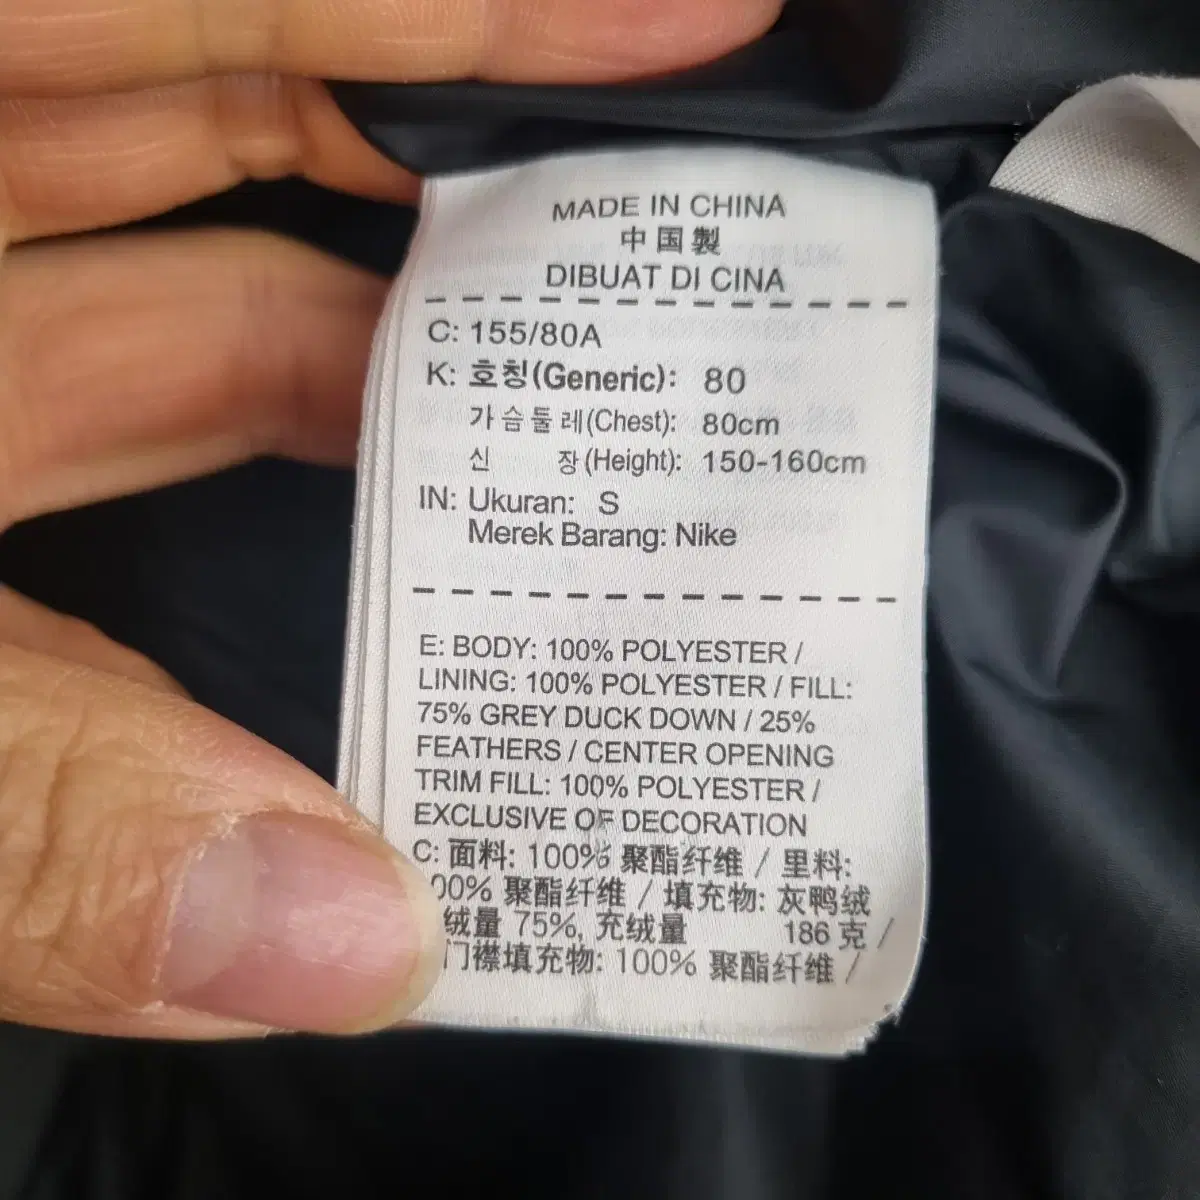 MADE IN CHINA
中国製
DIBUAT DI CINA
C: 155/80A
K: 호칭(Generic): 80
가슴둘레(Chest): 80cm
신 장(Height): 150-160cm
IN: Ukuran: S
Merek Barang: Nike
E: BODY: 100% POLYESTER /
LINING: 100% POLYESTER / FILL:
75% GREY DUCK DOWN / 25%
FEATHERS / CENTER OPENING
TRIM FILL: 100% POLYESTER /
EXCLUSIVE OF DECORATION
C: 面料: 100% 聚酯纤维 / 里料:
00% 聚酯纤维 / 填充物: 灰鸭绒
绒量 75%, 充绒量 186 克 /
门襟填充物: 100% 聚酯纤维 /